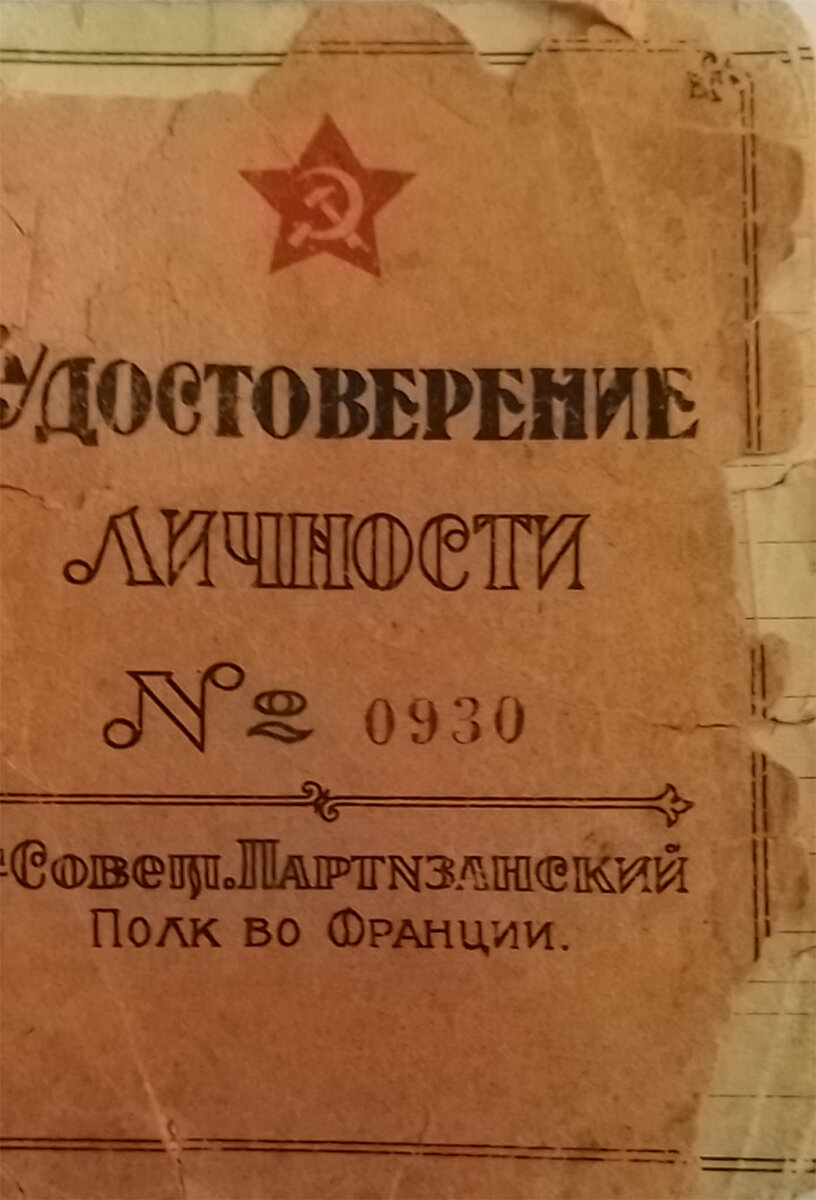 УДОСТОВЕРЕНИЕ
ЛИЧНОСТИ
№ 0930
Совет. Партизанский
Полк во Франции.